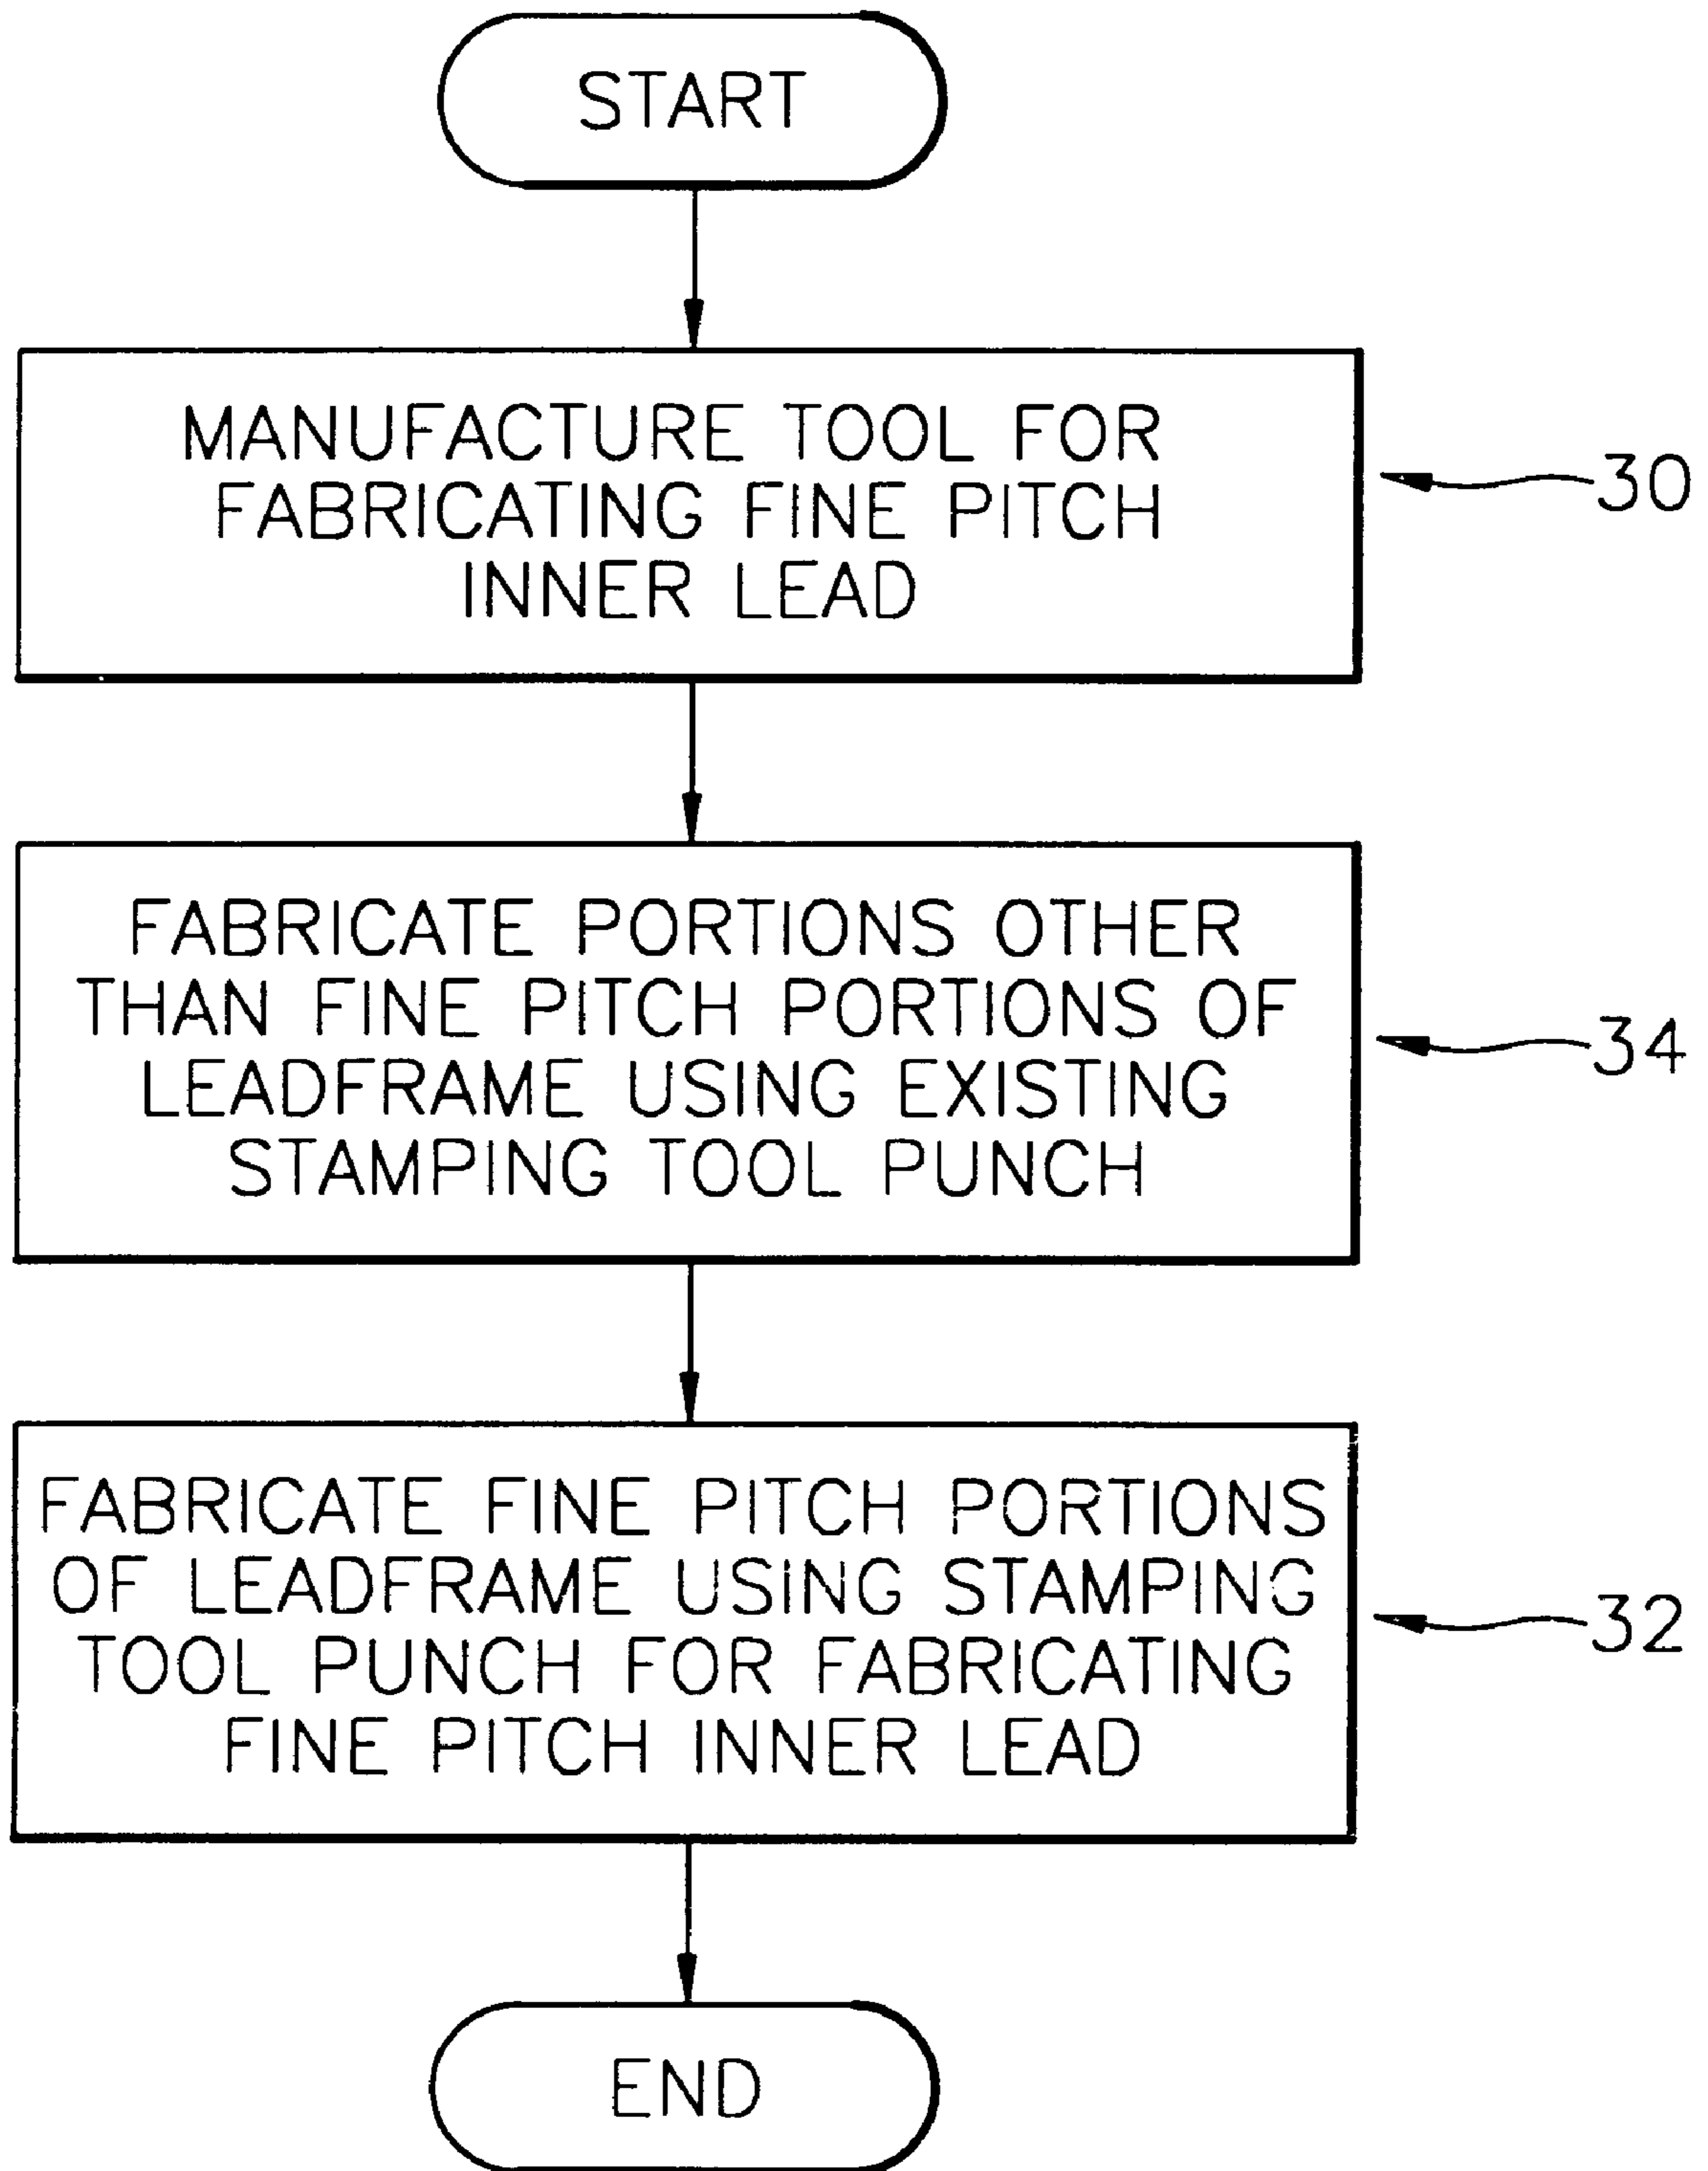 START
MANUFACTURE TOOL FOR
FABRICATING FINE PITCH
INNER LEAD
30
FABRICATE PORTIONS OTHER
THAN FINE PITCH PORTIONS OF
LEADFRAME USING EXISTING
STAMPING TOOL PUNCH
34
FABRICATE FINE PITCH PORTIONS
OF LEADFRAME USING STAMPING
TOOL PUNCH FOR FABRICATING
FINE PITCH INNER LEAD
32
END